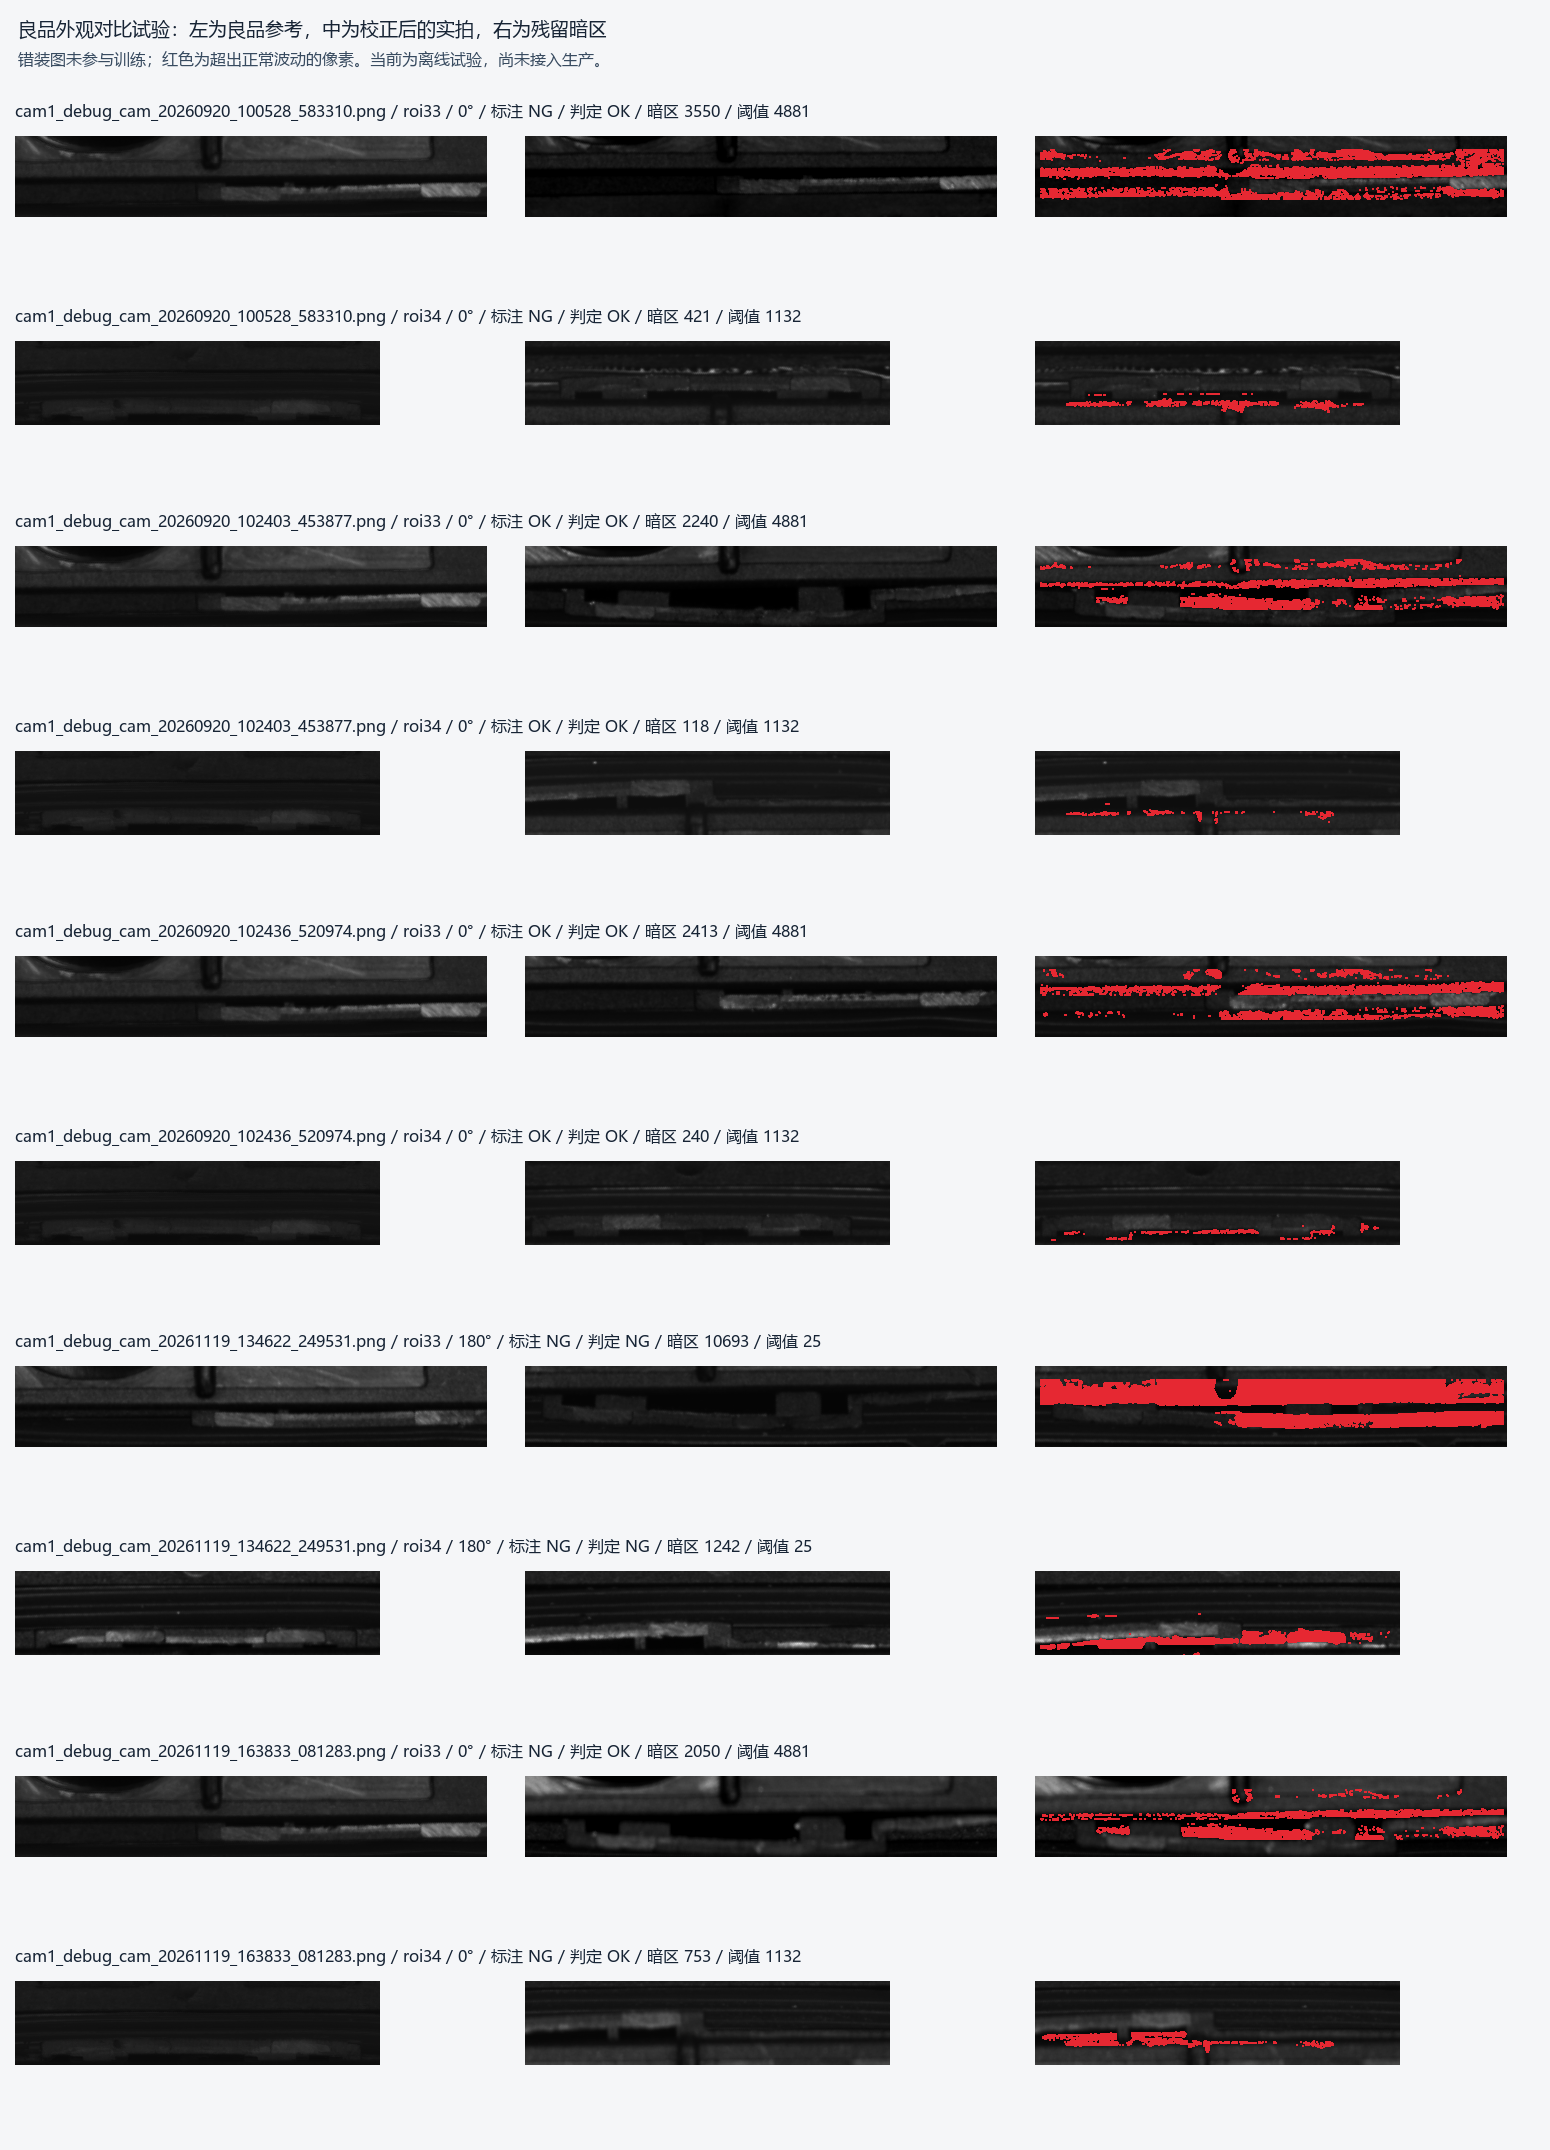 良品外观对比试验：左为良品参考，中为校正后的实拍，右为残留暗区
错装图未参与训练；红色为超出正常波动的像素。当前为离线试验，尚未接入生产。
cam1_debug_cam_20260920_100528_583310.png / roi33 / 0° / 标注 NG / 判定 OK / 暗区 3550 / 阈值 4881
cam1_debug_cam_20260920_100528_583310.png / roi34 / 0° / 标注 NG / 判定 OK / 暗区 421 / 阈值 1132
cam1_debug_cam_20260920_102403_453877.png / roi33 / 0° / 标注 OK / 判定 OK / 暗区 2240 / 阈值 4881
cam1_debug_cam_20260920_102403_453877.png / roi34 / 0° / 标注 OK / 判定 OK / 暗区 118 / 阈值 1132
cam1_debug_cam_20260920_102436_520974.png / roi33 / 0° / 标注 OK / 判定 OK / 暗区 2413 / 阈值 4881
cam1_debug_cam_20260920_102436_520974.png / roi34 / 0° / 标注 OK / 判定 OK / 暗区 240 / 阈值 1132
cam1_debug_cam_20261119_134622_249531.png / roi33 / 180° / 标注 NG / 判定 NG / 暗区 10693 / 阈值 25
cam1_debug_cam_20261119_134622_249531.png / roi34 / 180° / 标注 NG / 判定 NG / 暗区 1242 / 阈值 25
cam1_debug_cam_20261119_163833_081283.png / roi33 / 0° / 标注 NG / 判定 OK / 暗区 2050 / 阈值 4881
cam1_debug_cam_20261119_163833_081283.png / roi34 / 0° / 标注 NG / 判定 OK / 暗区 753 / 阈值 1132